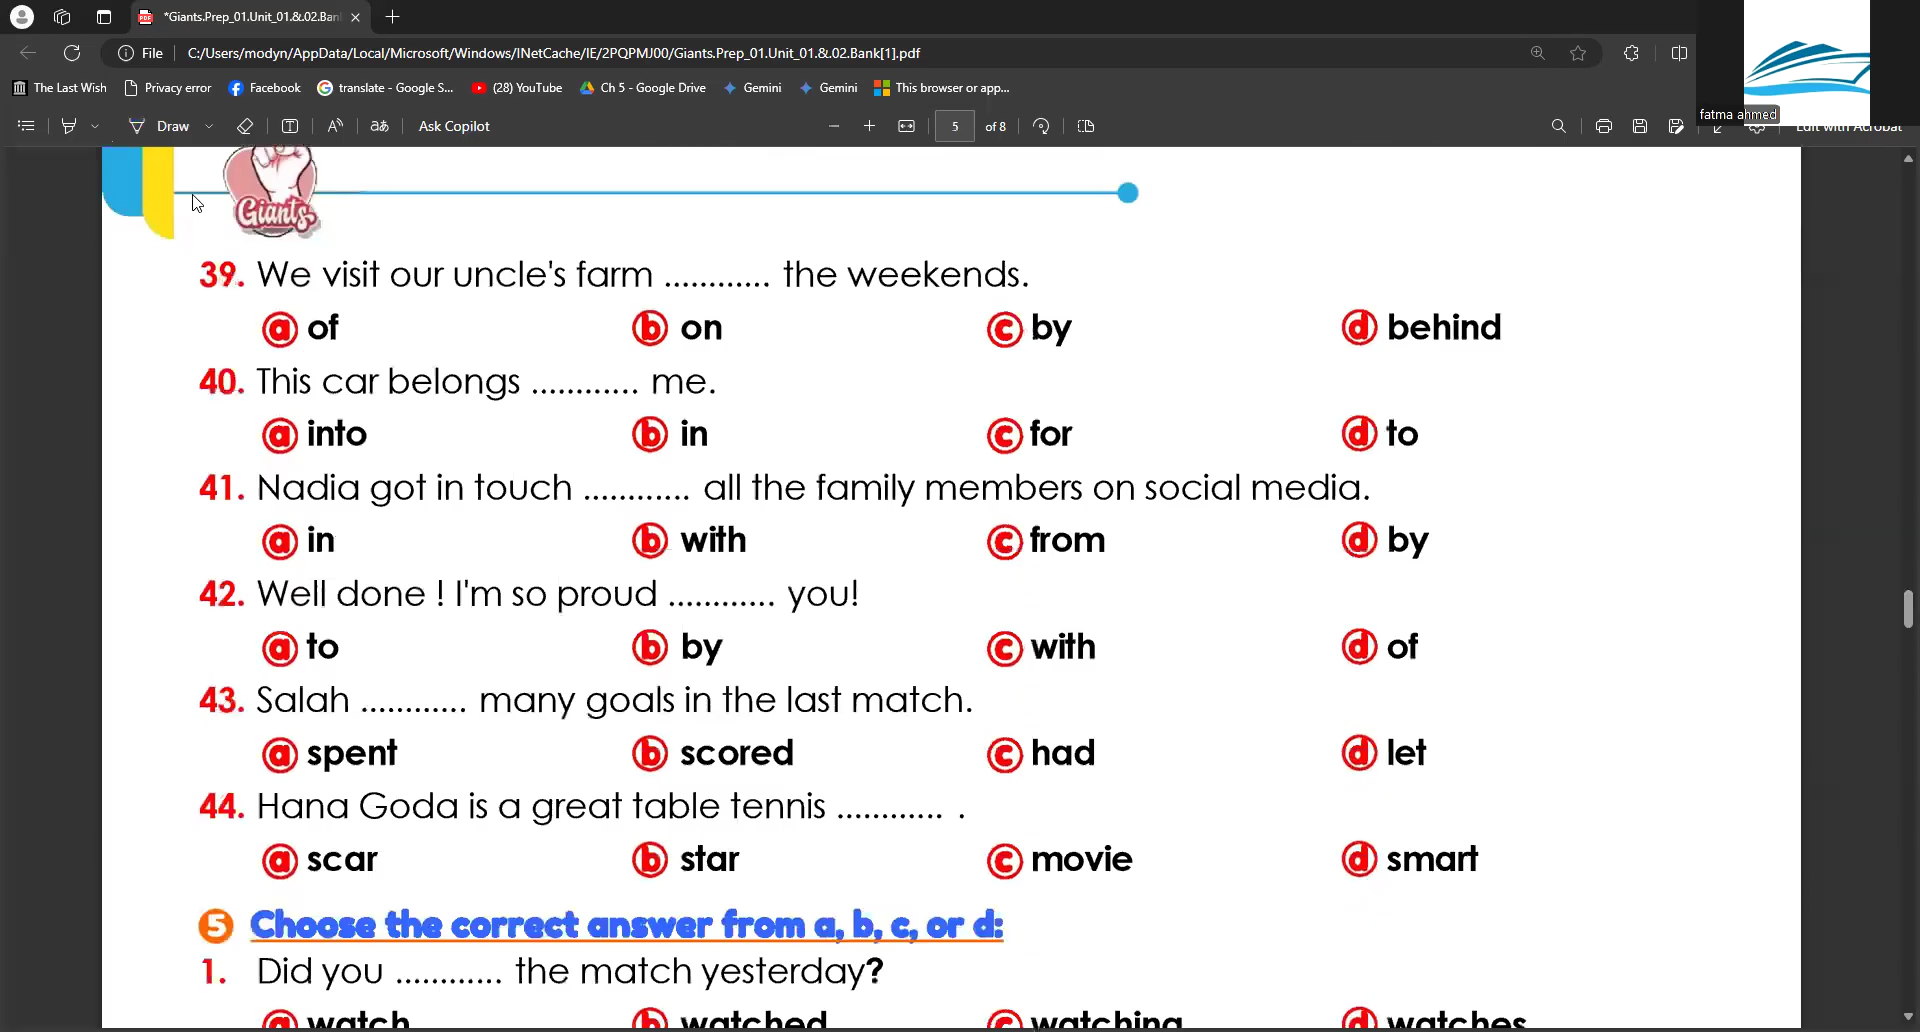 *Giants.Prep_01.Unit_01.&.02.Ban
File C:/Users/modyn/AppData/Local/Microsoft/Windows/INetCache/IE/2PQPMJ00/Giants.Prep_01.Unit_01.&.02.Bank[1].pdf
The Last Wish Privacy error Facebook translate - Google S... (28) YouTube Ch 5 - Google Drive Gemini Gemini This browser or app...
fatma ahmed
Draw Ask Copilot 5 of 8 Edit with Acrobat
Giants
39. We visit our uncle's farm ............ the weekends.
a of b on c by d behind
40. This car belongs ............ me.
a into b in c for d to
41. Nadia got in touch ............ all the family members on social media.
a in b with c from d by
42. Well done ! I'm so proud ............ you!
a to b by c with d of
43. Salah ............ many goals in the last match.
a spent b scored c had d let
44. Hana Goda is a great table tennis ............ .
a scar b star c movie d smart
5 Choose the correct answer from a, b, c, or d:
1. Did you ............ the match yesterday?
a watch b watched c watching d watches